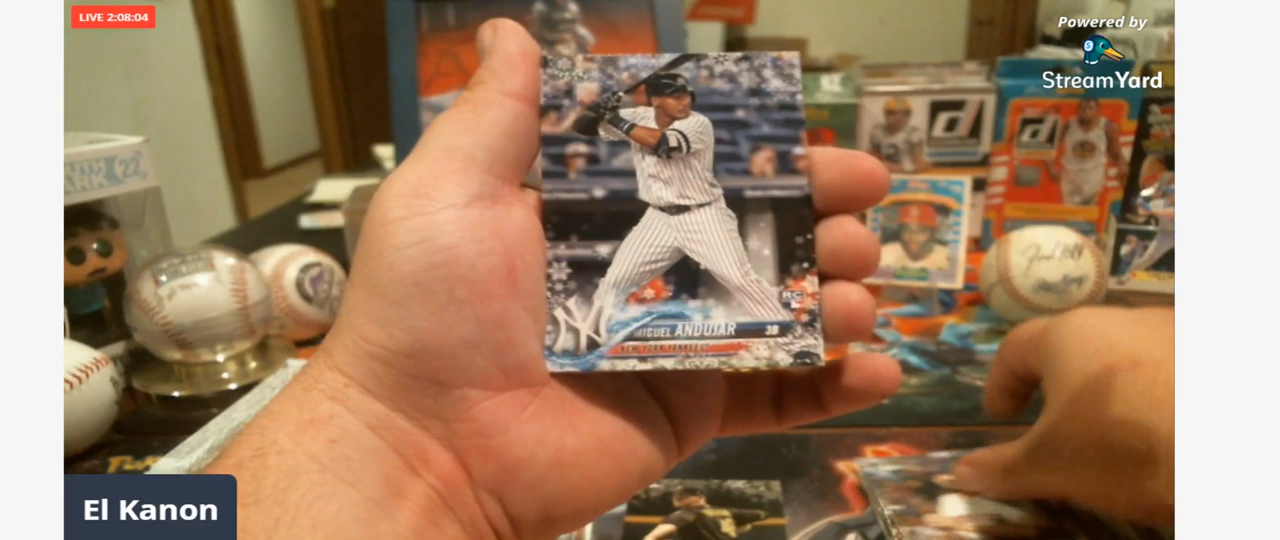 LIVE 2:08:04
Powered by
StreamYard
RC
MIGUEL ANDUJAR 3B
NEW YORK YANKEES
El Kanon